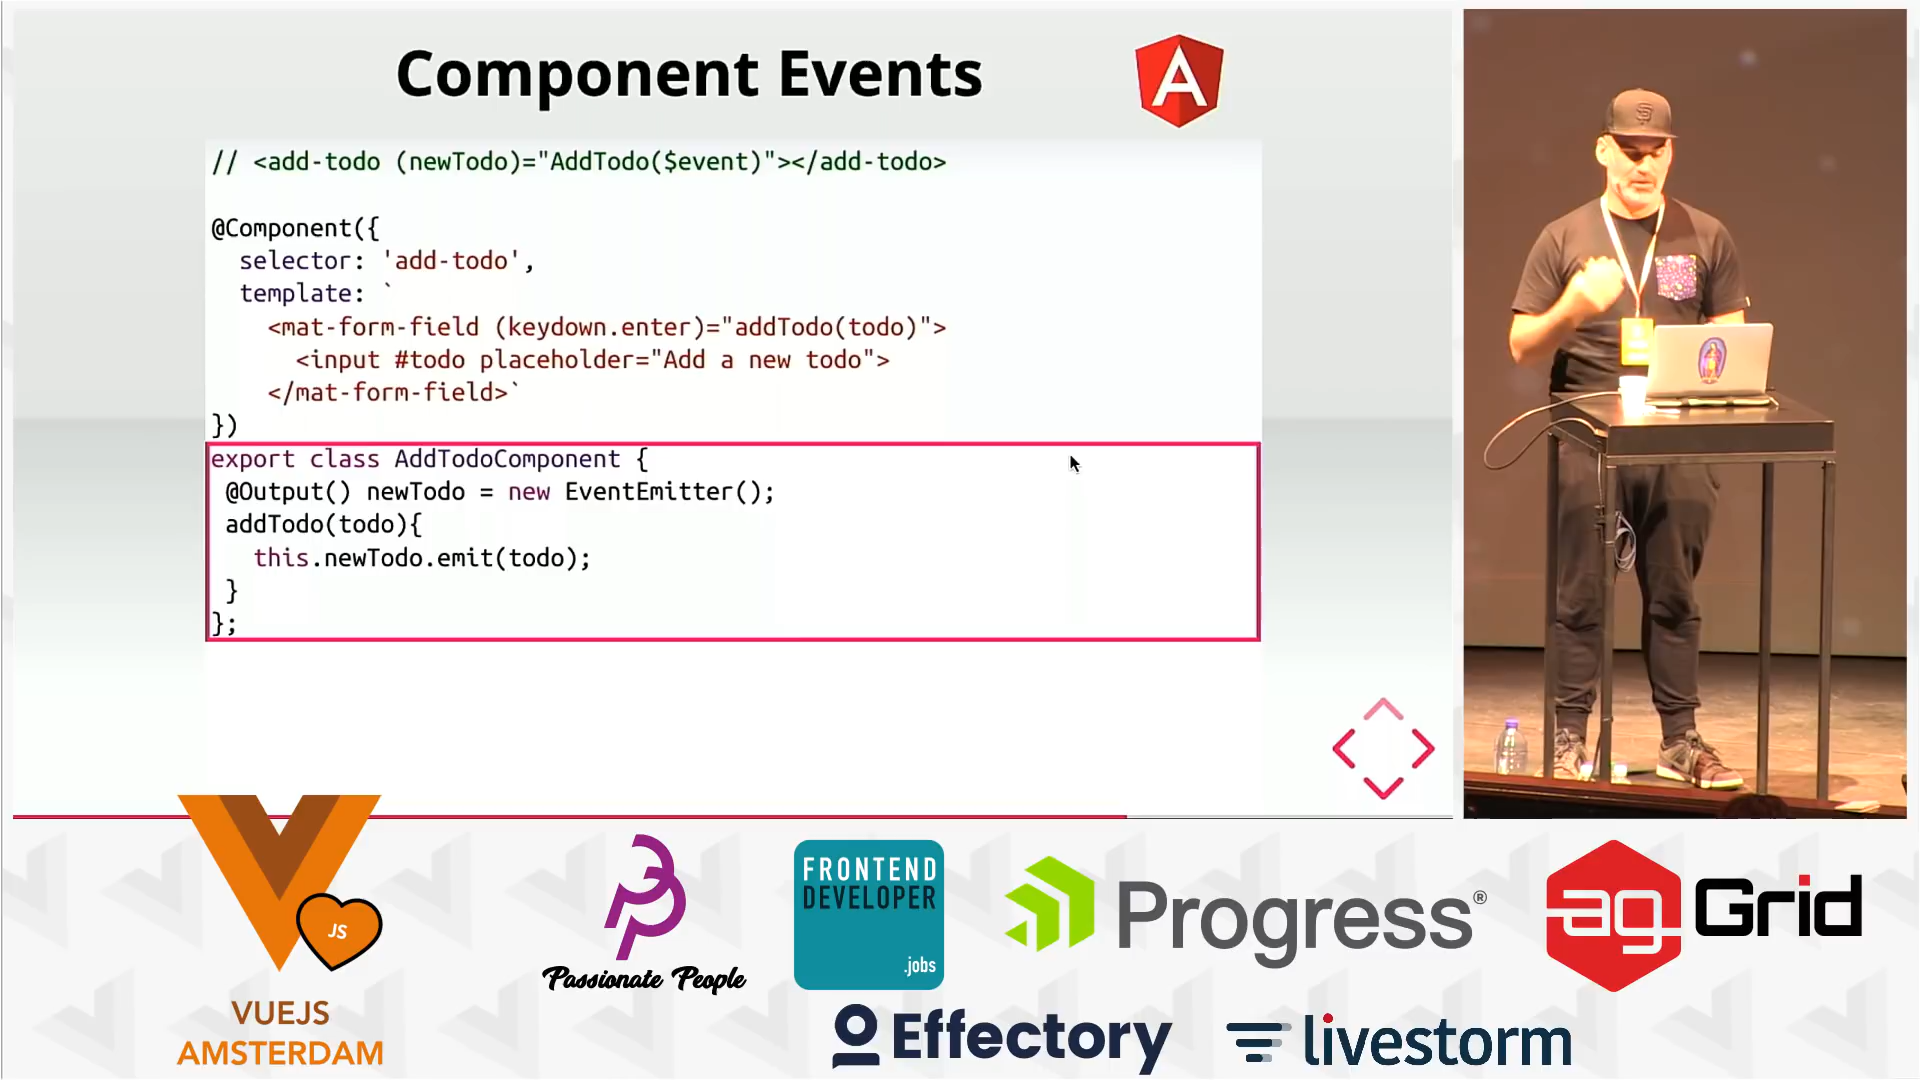 Component Events
// <add-todo (newTodo)="AddTodo($event)"></add-todo>
@Component({
selector: 'add-todo',
template: `
<mat-form-field (keydown.enter)="addTodo(todo)">
<input #todo placeholder="Add a new todo">
</mat-form-field>`
})
export class AddTodoComponent {
@Output() newTodo = new EventEmitter();
addTodo(todo){
this.newTodo.emit(todo);
}
};
JS
VUEJS
AMSTERDAM
Passionate People
FRONTEND
DEVELOPER
.jobs
Progress®
ag Grid
Effectory
livestorm